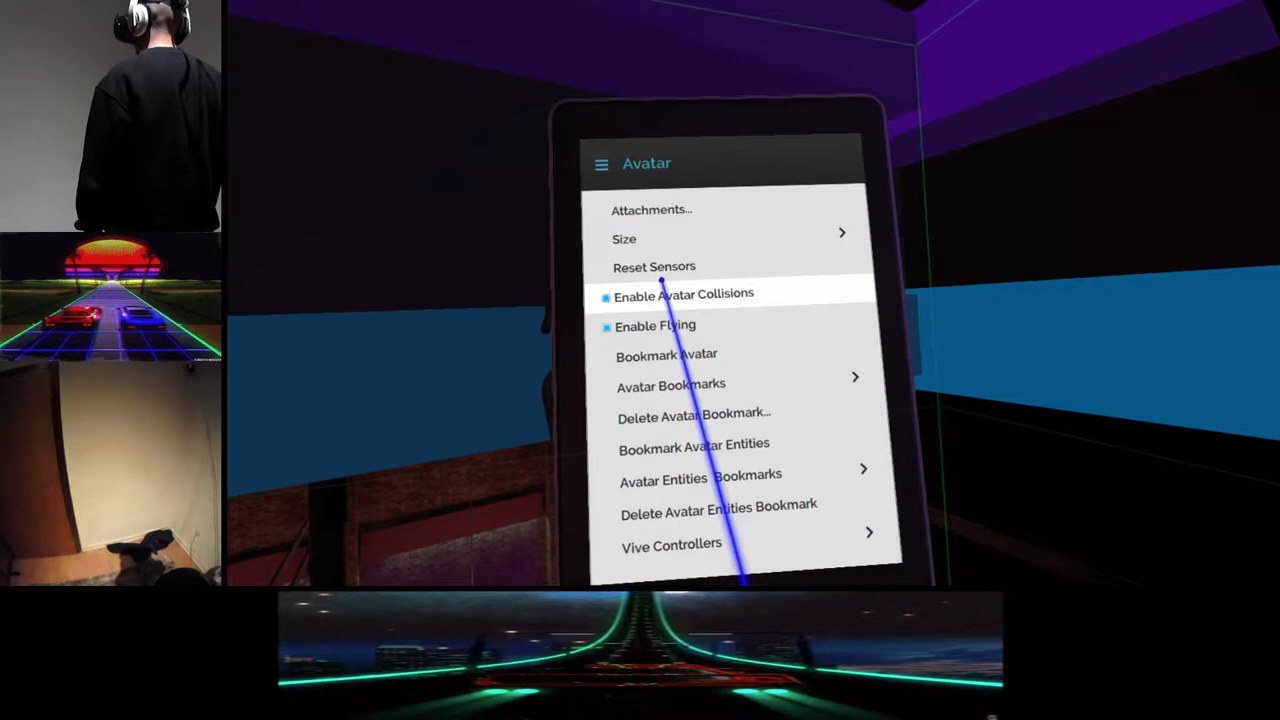 Avatar
Attachments...
Size
Reset Sensors
Enable Avatar Collisions
Enable Flying
Bookmark Avatar
Avatar Bookmarks
Delete Avatar Bookmark...
Bookmark Avatar Entities
Avatar Entities Bookmarks
Delete Avatar Entities Bookmark
Vive Controllers